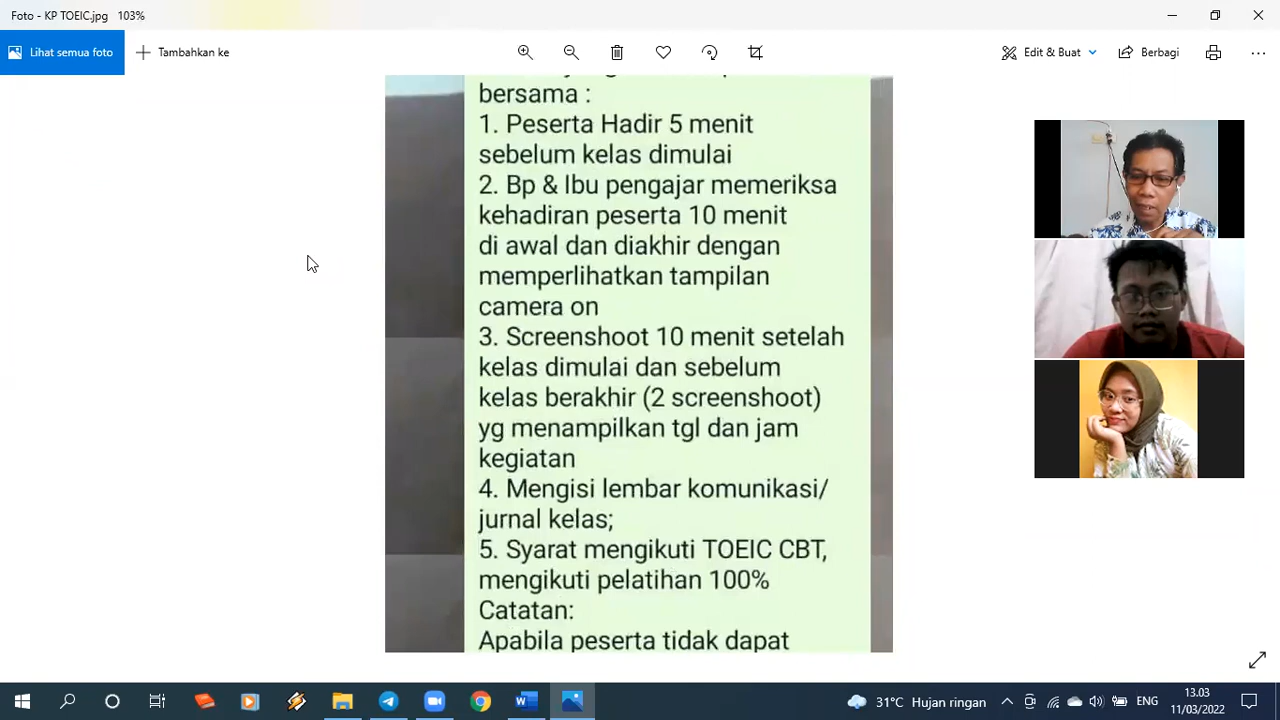 Foto - KP TOEIC.jpg 103%
Lihat semua foto
Tambahkan ke
Edit & Buat
Berbagi
bersama :
1. Peserta Hadir 5 menit
sebelum kelas dimulai
2. Bp & Ibu pengajar memeriksa
kehadiran peserta 10 menit
di awal dan diakhir dengan
memperlihatkan tampilan
camera on
3. Screenshoot 10 menit setelah
kelas dimulai dan sebelum
kelas berakhir (2 screenshoot)
yg menampilkan tgl dan jam
kegiatan
4. Mengisi lembar komunikasi/
jurnal kelas;
5. Syarat mengikuti TOEIC CBT,
mengikuti pelatihan 100%
Catatan:
Apabila peserta tidak dapat
31°C Hujan ringan
ENG
13.03
11/03/2022